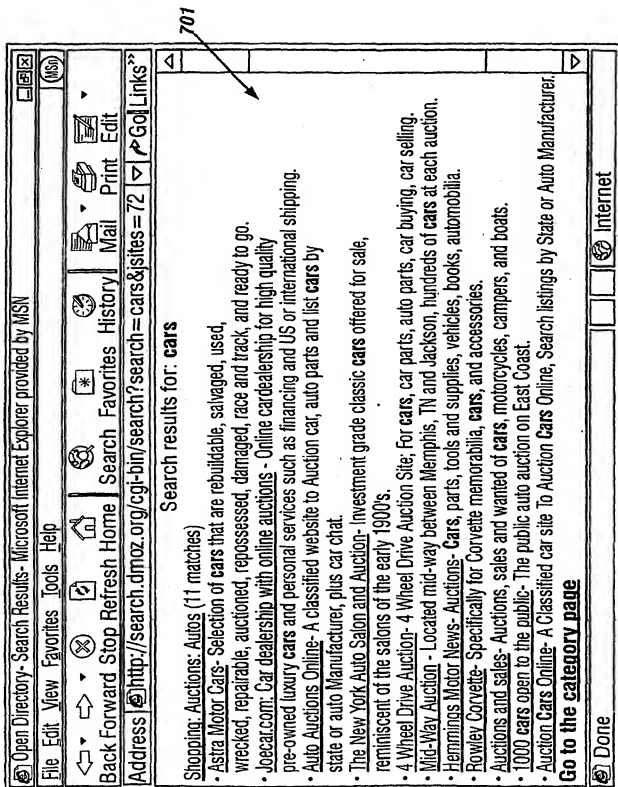 Open Directory- Search Results- Microsoft Internet Explorer provided by MSN
File Edit View Favorites Tools Help
MSn
Back Forward Stop Refresh Home Search Favorites History Mail Print Edit
Address http://search.dmoz.org/cgi-bin/search?search=cars&sites=72 Go Links"
701
Search results for: cars
Shopping: Auctions: Autos (11 matches)
· Astra Motor Cars- Selection of cars that are rebuildable, salvaged, used,
wrecked, repairable, auctioned, repossessed, damaged, race and track, and ready to go.
· Joecar.com: Car dealership with online auctions - Online cardealership for high quality
pre-owned luxury cars and personal services such as financing and US or international shipping.
· Auto Auctions Online- A classified website to Auction car, auto parts and list cars by
state or auto Manufacturer, plus car chat.
· The New York Auto Salon and Auction- Investment grade classic cars offered for sale,
reminiscent of the salons of the early 1900's.
· 4 Wheel Drive Auction- 4 Wheel Drive Auction Site; For cars, car parts, auto parts, car buying, car selling.
· Mid-Way Auction - Located mid-way between Memphis, TN and Jackson, hundreds of cars at each auction.
· Hemmings Motor News- Auctions- Cars, parts, tools and supplies, vehicles, books, automobilia.
· Rowley Corvette- Specifically for Corvette memorabilia, cars, and accessories.
· Auctions and sales- Auctions, sales and wanted of cars, motorcycles, campers, and boats.
· 1000 cars open to the public- The public auto auction on East Coast.
· Auction Cars Online- A Classified car site To Auction Cars Online, Search listings by State or Auto Manufacturer.
Go to the category page
Done Internet